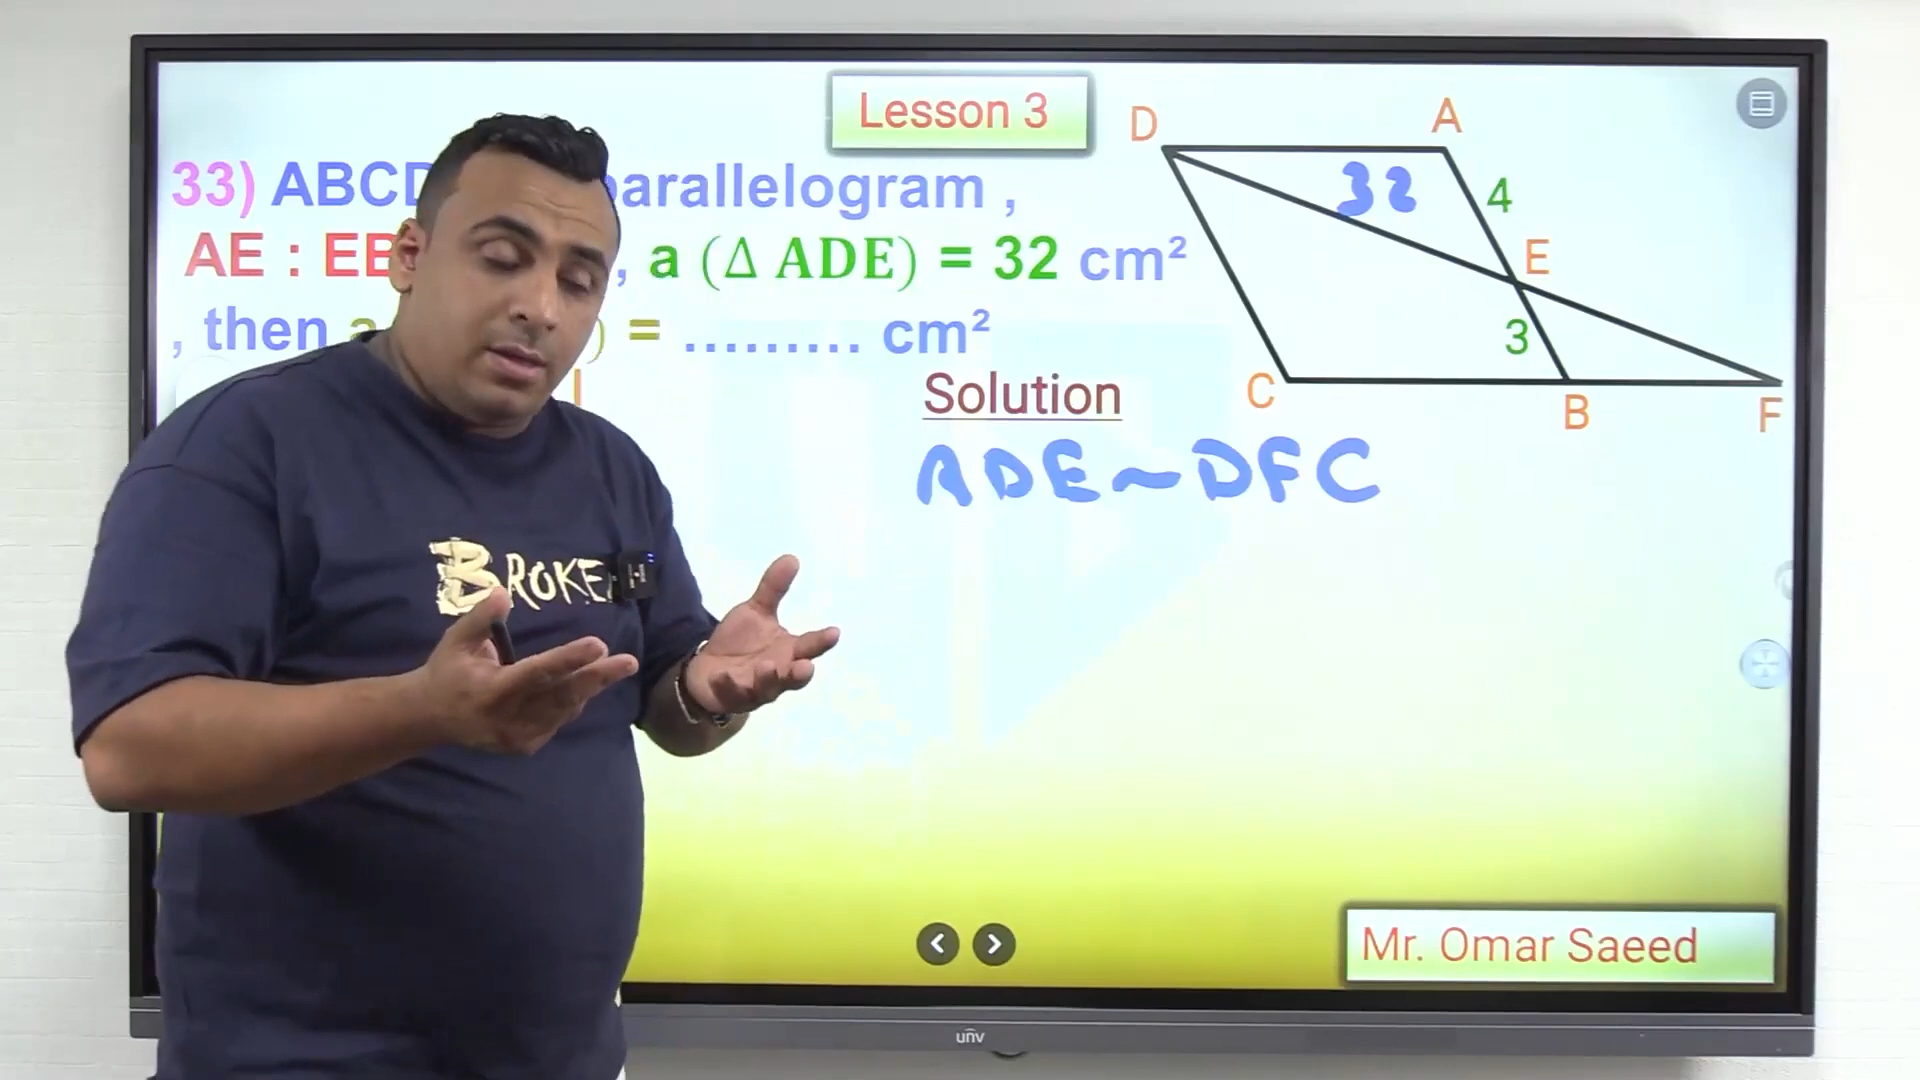 Lesson 3
33) ABCD parallelogram ,
AE : EB , a (Δ ADE) = 32 cm²
, then a ) = ......... cm²
Solution
ADE~DFC
D
A
32
4
E
3
C
B
F
BROKE
Mr. Omar Saeed
unv